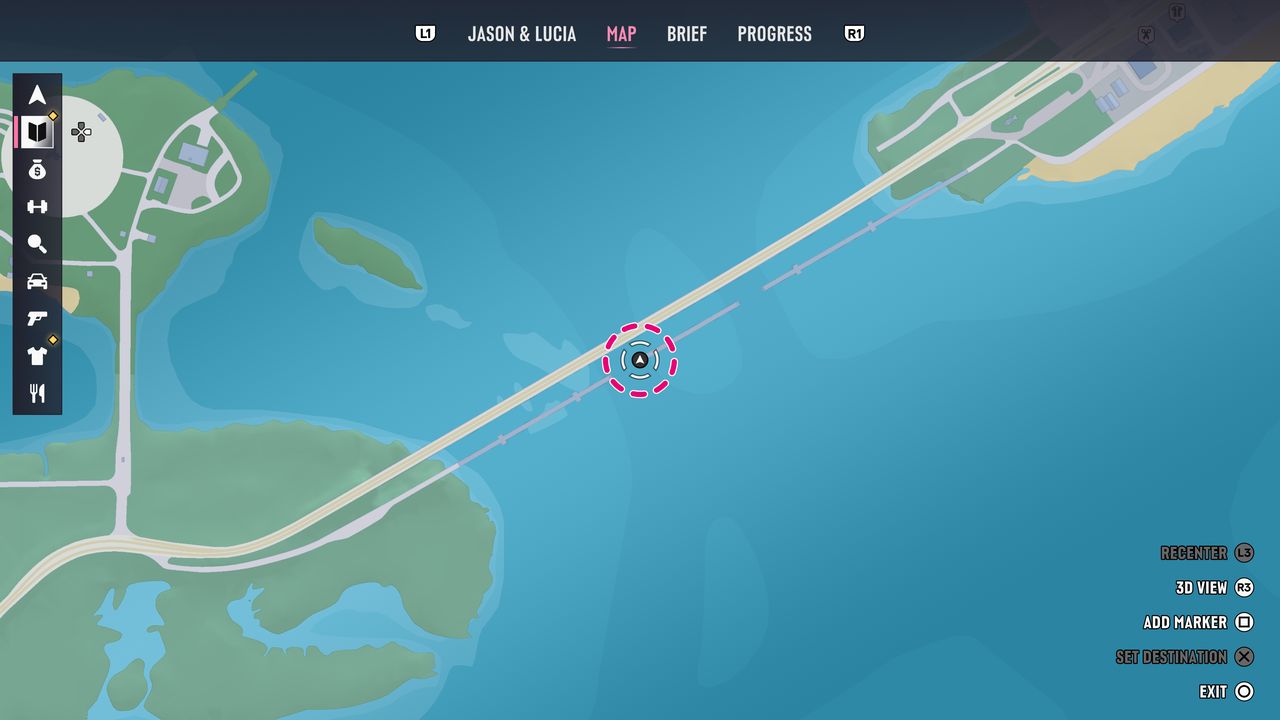 L1 JASON & LUCIA MAP BRIEF PROGRESS R1
$
RECENTER L3
3D VIEW R3
ADD MARKER
SET DESTINATION
EXIT